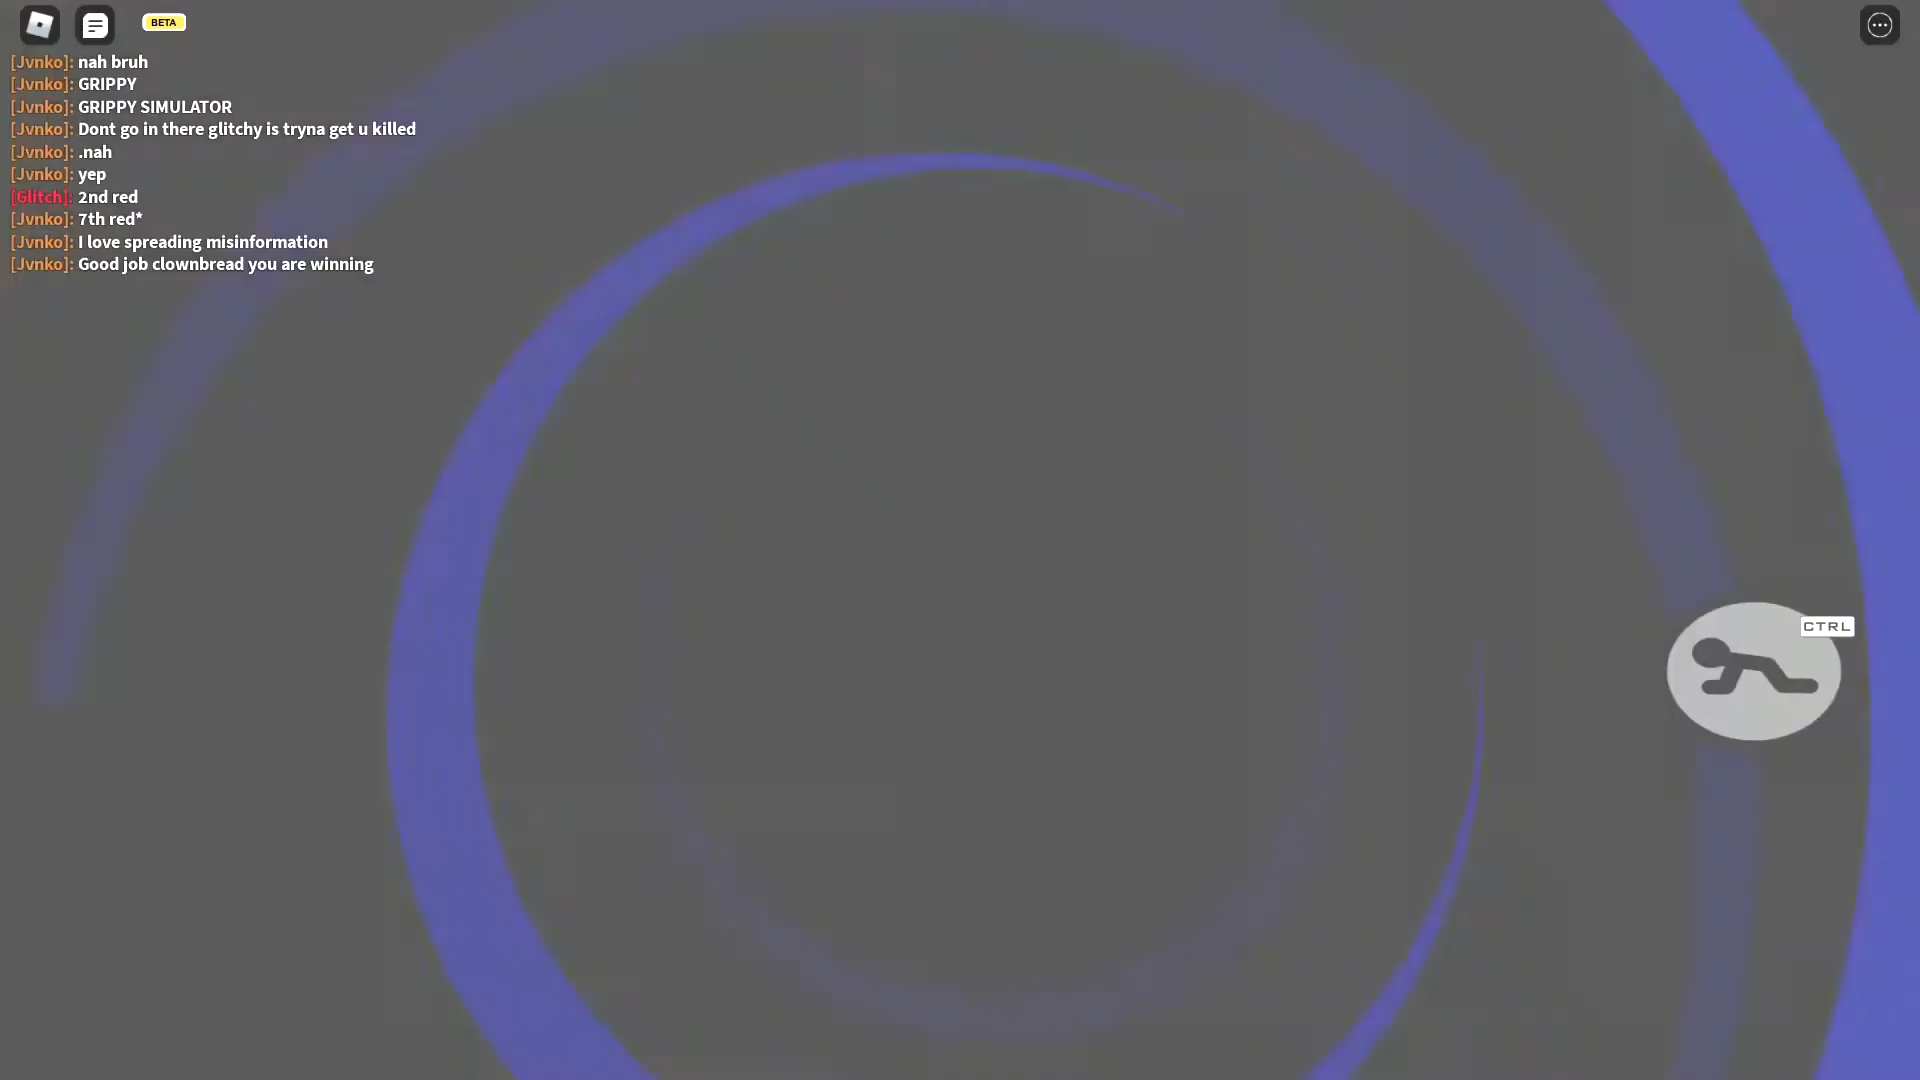 BETA
[Jvnko]: nah bruh
[Jvnko]: GRIPPY
[Jvnko]: GRIPPY SIMULATOR
[Jvnko]: Dont go in there glitchy is tryna get u killed
[Jvnko]: .nah
[Jvnko]: yep
[Glitch]: 2nd red
[Jvnko]: 7th red*
[Jvnko]: I love spreading misinformation
[Jvnko]: Good job clownbread you are winning
CTRL